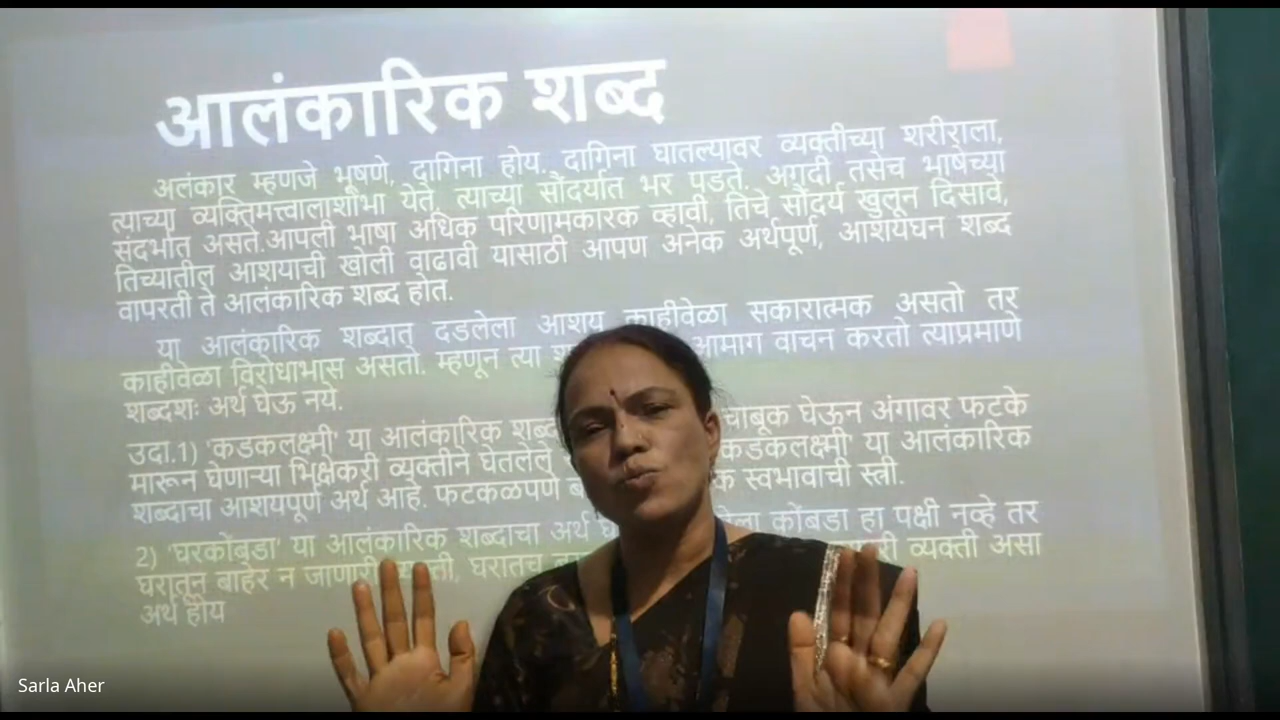 आलंकारिक शब्द
अलंकार म्हणजे भूषणे, दागिना होय. दागिना घातल्यावर व्यक्तीच्या शरीराला,
त्याच्या व्यक्तिमत्त्वालाशोभा येते, त्याच्या सौंदर्यात भर पडते. अगदी तसेच भाषेच्या
संदर्भात असते.आपली भाषा अधिक परिणामकारक व्हावी, तिचे सौंदर्य खुलून दिसावे,
तिच्यातील आशयाची खोली वाढावी यासाठी आपण अनेक अर्थपूर्ण, आशयघन शब्द
वापरती ते आलंकारिक शब्द होत.
या आलंकारिक शब्दात दडलेला आशय काहीवेळा सकारात्मक असतो तर
काहीवेळा विरोधाभास असतो. म्हणून त्या आमाग वाचन करतो त्याप्रमाणे
शब्दशः अर्थ घेऊ नये.
उदा.1) 'कडकलक्ष्मी' या आलंकारिक चाबूक घेऊन अंगावर फटके
मारून घेणाऱ्या भिक्षेकरी व्यक्तीने घेतलेले कडकलक्ष्मी' या आलंकारिक
शब्दाचा आशयपूर्ण अर्थ आहे. फटकळपणे स्वभावाची स्त्री.
2) 'घरकोंबडा' या आलंकारिक शब्दाचा अर्थ कोंबडा हा पक्षी नव्हे तर
घरातून बाहेर न जाणारी घरातच व्यक्ती असा
अर्थ होय
Sarla Aher